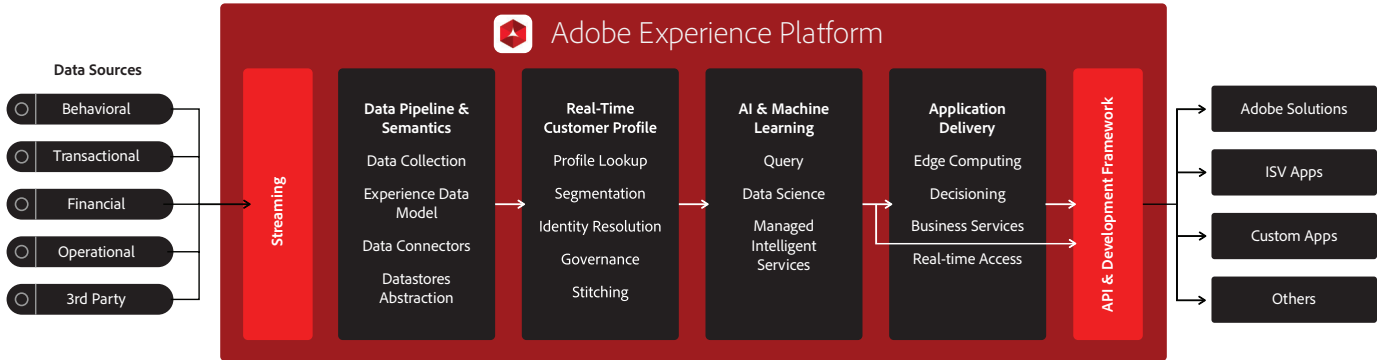 Adobe Experience Platform
Data Sources
Behavioral
Transactional
Financial
Operational
3rd Party
Streaming
Data Pipeline &
Semantics
Data Collection
Experience Data
Model
Data Connectors
Datastores
Abstraction
Real-Time
Customer Profile
Profile Lookup
Segmentation
Identity Resolution
Governance
Stitching
AI & Machine
Learning
Query
Data Science
Managed
Intelligent
Services
Application
Delivery
Edge Computing
Decisioning
Business Services
Real-time Access
API & Development Framework
Adobe Solutions
ISV Apps
Custom Apps
Others